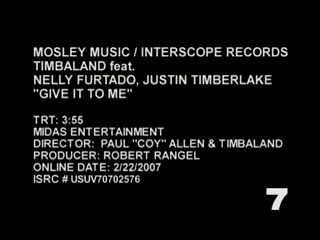 MOSLEY MUSIC / INTERSCOPE RECORDS
TIMBALAND feat.
NELLY FURTADO, JUSTIN TIMBERLAKE
"GIVE IT TO ME"
TRT: 3:55
MIDAS ENTERTAINMENT
DIRECTOR: PAUL "COY" ALLEN & TIMBALAND
PRODUCER: ROBERT RANGEL
ONLINE DATE: 2/22/2007
ISRC # USUV70702576
7